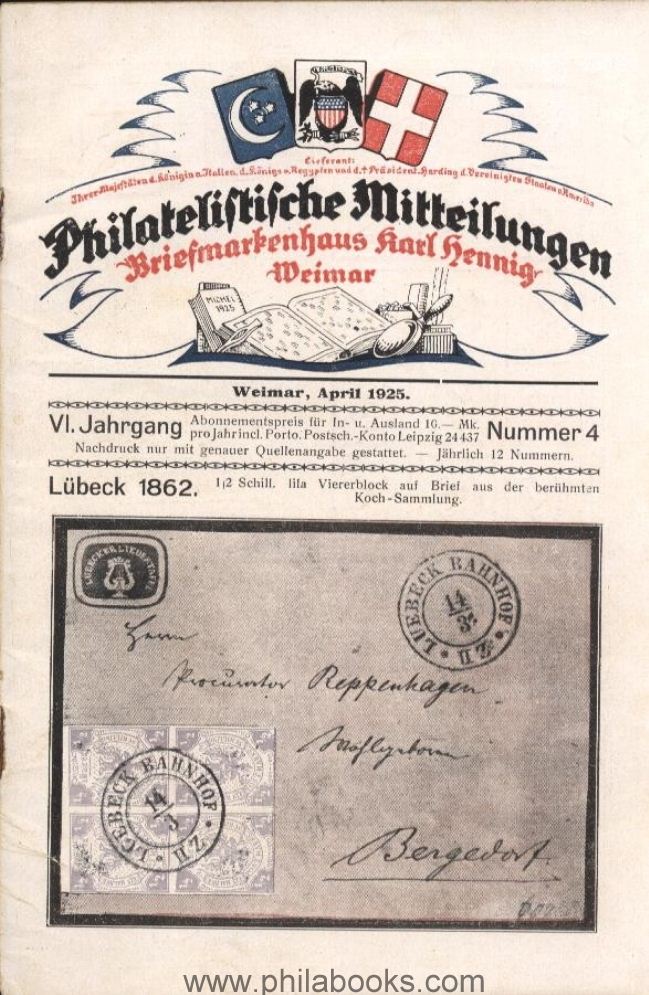 Lieferant:
Ihrer Majestäten d. Königin v. Italien, d. Königs v. Aegypten und d. † Präsident Harding d. Vereinigten Staaten v. Amerika
Philatelistische Mitteilungen
Briefmarkenhaus Karl Hennig
Weimar
MICHEL
1925
Weimar, April 1925.
VI. Jahrgang
Abonnementspreis für In- u. Ausland 10.— Mk.
pro Jahr incl. Porto. Postsch.-Konto Leipzig 24437
Nummer 4
Nachdruck nur mit genauer Quellenangabe gestattet. — Jährlich 12 Nummern.
Lübeck 1862.
1/2 Schill. lila Viererblock auf Brief aus der berühmten
Koch-Sammlung.
LUEBECK BAHNHOF
14/3
Z II
Herrn
Procurator Reppenhagen
Wohlgeboren
LUEBECK BAHNHOF
14/3
Z II
Bergedorf
www.philabooks.com